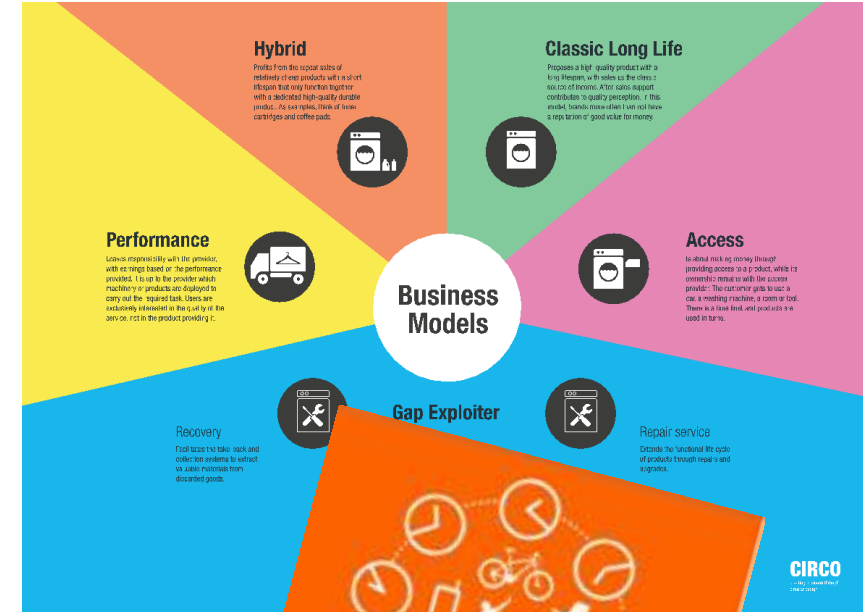 Hybrid
Profits from the repeat sales of
relatively cheap products with a short
lifespan that only function together
with a dedicated high-quality durable
product. As examples, think of toner
cartridges and coffee pads.
Classic Long Life
Proposes a high quality product with a
long lifespan, with sales as the classic
source of income. After sales support
contributes to quality perception. In this
model, brands more often than not have
a reputation of good value for money.
Performance
Leaves responsibility with the provider,
with earnings based on the performance
provided. It is up to the provider which
machinery or products are deployed to
carry out the required task. Users are
exclusively interested in the quality of the
service, not in the product providing it.
Access
Is about making money through
providing access to a product, while its
ownership remains with the access
provider. The customer gets to use a
car, a washing machine, a room or tool.
There is a time limit and products are
used in turns.
Business
Models
Gap Exploiter
Recovery
Facilitates the take-back and
collection systems to extract
valuable materials from
discarded goods.
Repair service
Extends the functional life cycle
of products through repairs and
upgrades.
CIRCO